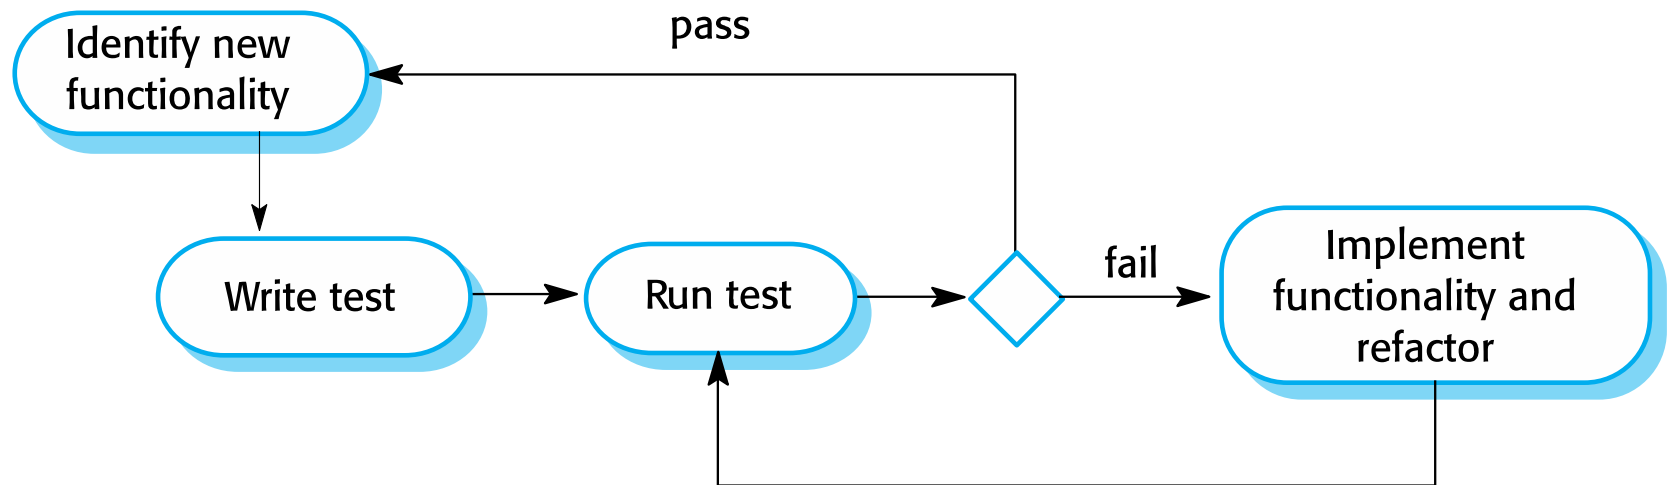 Identify new
functionality
pass
Write test
Run test
fail
Implement
functionality and
refactor